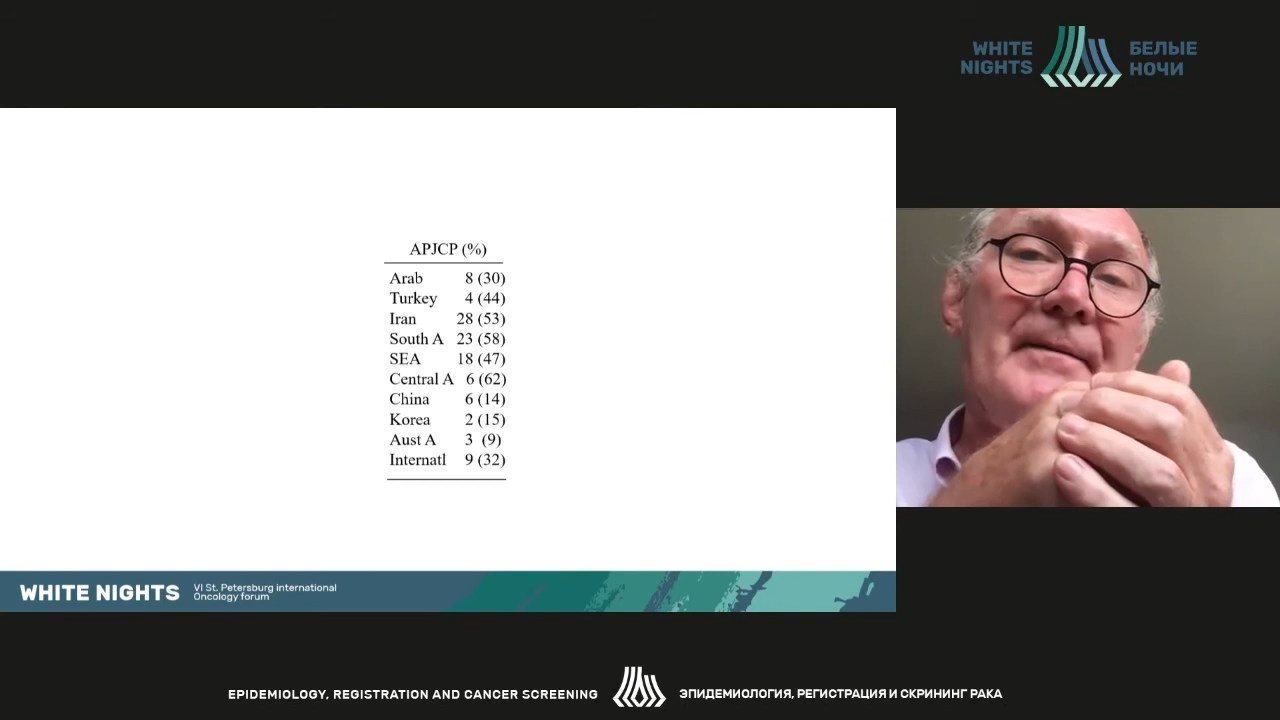 WHITE
NIGHTS
БЕЛЫЕ
НОЧИ
APJCP (%)
Arab 8 (30)
Turkey 4 (44)
Iran 28 (53)
South A 23 (58)
SEA 18 (47)
Central A 6 (62)
China 6 (14)
Korea 2 (15)
Aust A 3 (9)
Internatl 9 (32)
WHITE NIGHTS
VI St. Petersburg international
Oncology forum
EPIDEMIOLOGY, REGISTRATION AND CANCER SCREENING
ЭПИДЕМИОЛОГИЯ, РЕГИСТРАЦИЯ И СКРИНИНГ РАКА